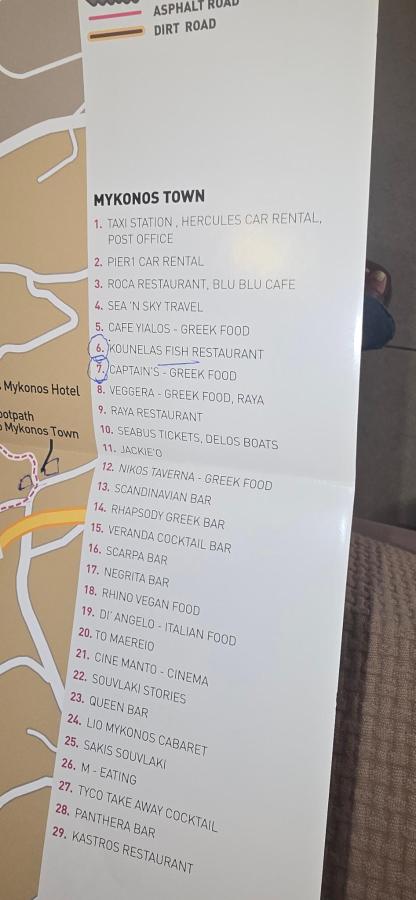 ASPHALT ROAD
DIRT ROAD
MYKONOS TOWN
1. TAXI STATION , HERCULES CAR RENTAL,
POST OFFICE
2. PIER1 CAR RENTAL
3. ROCA RESTAURANT, BLU BLU CAFE
4. SEA 'N SKY TRAVEL
5. CAFE YIALOS - GREEK FOOD
6. KOUNELAS FISH RESTAURANT
7. CAPTAIN'S - GREEK FOOD
8. VEGGERA - GREEK FOOD, RAYA
9. RAYA RESTAURANT
10. SEABUS TICKETS, DELOS BOATS
11. JACKIE'O
12. NIKOS TAVERNA - GREEK FOOD
13. SCANDINAVIAN BAR
14. RHAPSODY GREEK BAR
15. VERANDA COCKTAIL BAR
16. SCARPA BAR
17. NEGRITA BAR
18. RHINO VEGAN FOOD
19. DI' ANGELO - ITALIAN FOOD
20. TO MAEREIO
21. CINE MANTO - CINEMA
22. SOUVLAKI STORIES
23. QUEEN BAR
24. LIO MYKONOS CABARET
25. SAKIS SOUVLAKI
26. M - EATING
27. TYCO TAKE AWAY COCKTAIL
28. PANTHERA BAR
29. KASTROS RESTAURANT
Mykonos Hotel
Mykonos Town